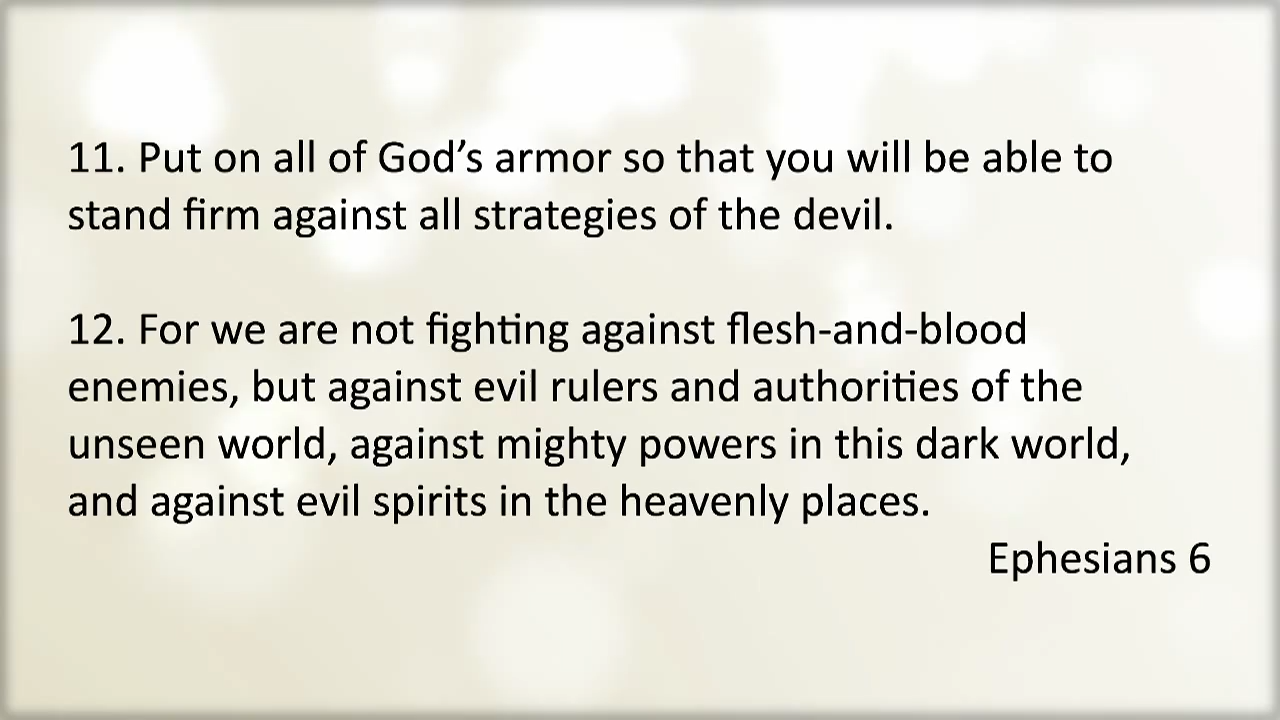 11. Put on all of God’s armor so that you will be able to
stand firm against all strategies of the devil.
12. For we are not fighting against flesh-and-blood
enemies, but against evil rulers and authorities of the
unseen world, against mighty powers in this dark world,
and against evil spirits in the heavenly places.
Ephesians 6